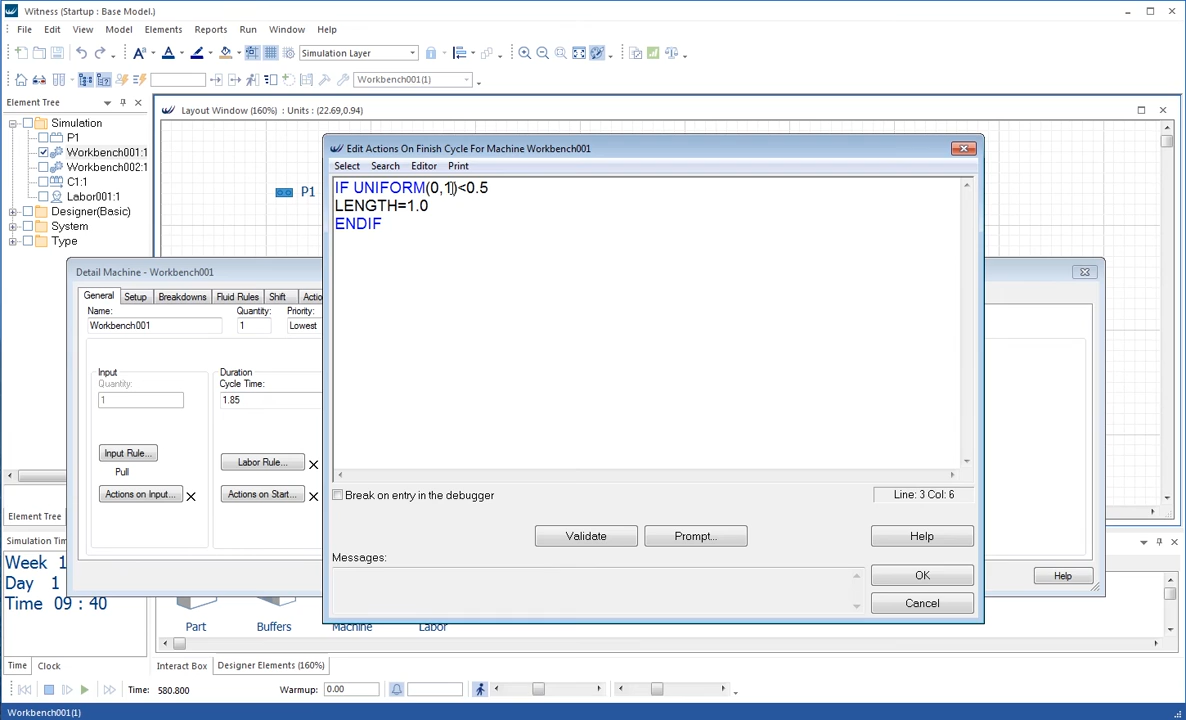 Witness (Startup : Base Model.)
File Edit View Model Elements Reports Run Window Help
Simulation Layer
Workbench001(1)
Element Tree
Layout Window (160%) : Units : (22.69,0.94)
Simulation
P1
Workbench001:1
Workbench002:1
C1:1
Labor001:1
Designer(Basic)
System
Type
P1
Edit Actions On Finish Cycle For Machine Workbench001
Select Search Editor Print
IF UNIFORM(0,1)<0.5
LENGTH=1.0
ENDIF
Break on entry in the debugger
Line: 3 Col: 6
Validate Prompt... Help
Messages:
OK
Cancel
Detail Machine - Workbench001
General Setup Breakdowns Fluid Rules Shift Actio
Name: Quantity: Priority:
Workbench001 1 Lowest
Input Duration
Quantity: Cycle Time:
1 1.85
Input Rule... Labor Rule...
Pull
Actions on Input... Actions on Start...
Help
Element Tree
Simulation Tim
Week 1
Day 1
Time 09 : 40
Part Buffers Machine Labor
Time Clock Interact Box Designer Elements (160%)
Time: 580.800 Warmup: 0.00
Workbench001(1)